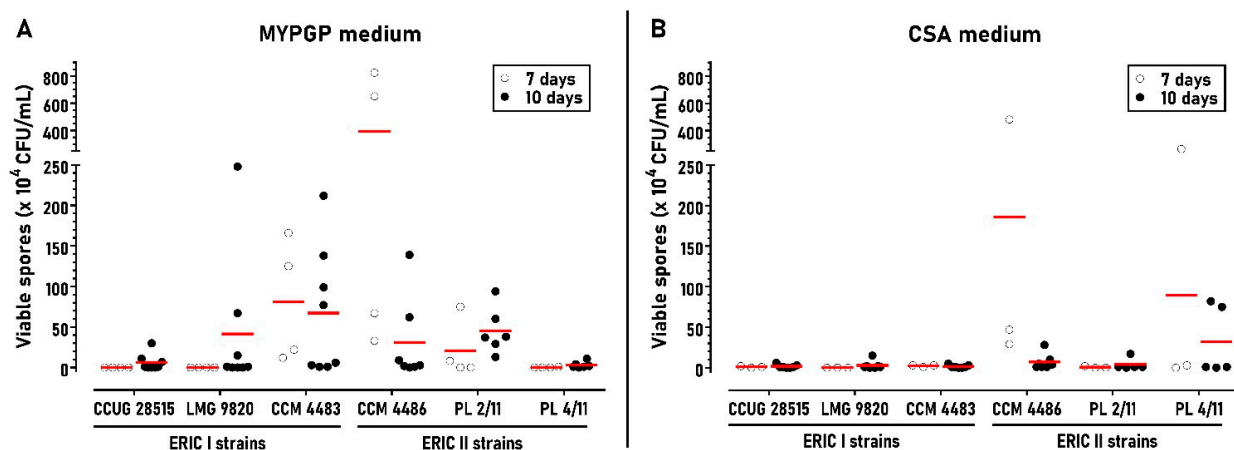 A
MYPGP medium
7 days
10 days
Viable spores (x 10⁴ CFU/mL)
800
600
400
250
200
150
100
50
0
CCUG 28515 LMG 9820 CCM 4483 CCM 4486 PL 2/11 PL 4/11
ERIC I strains ERIC II strains
B
CSA medium
7 days
10 days
Viable spores (x 10⁴ CFU/mL)
800
600
400
250
200
150
100
50
0
CCUG 28515 LMG 9820 CCM 4483 CCM 4486 PL 2/11 PL 4/11
ERIC I strains ERIC II strains